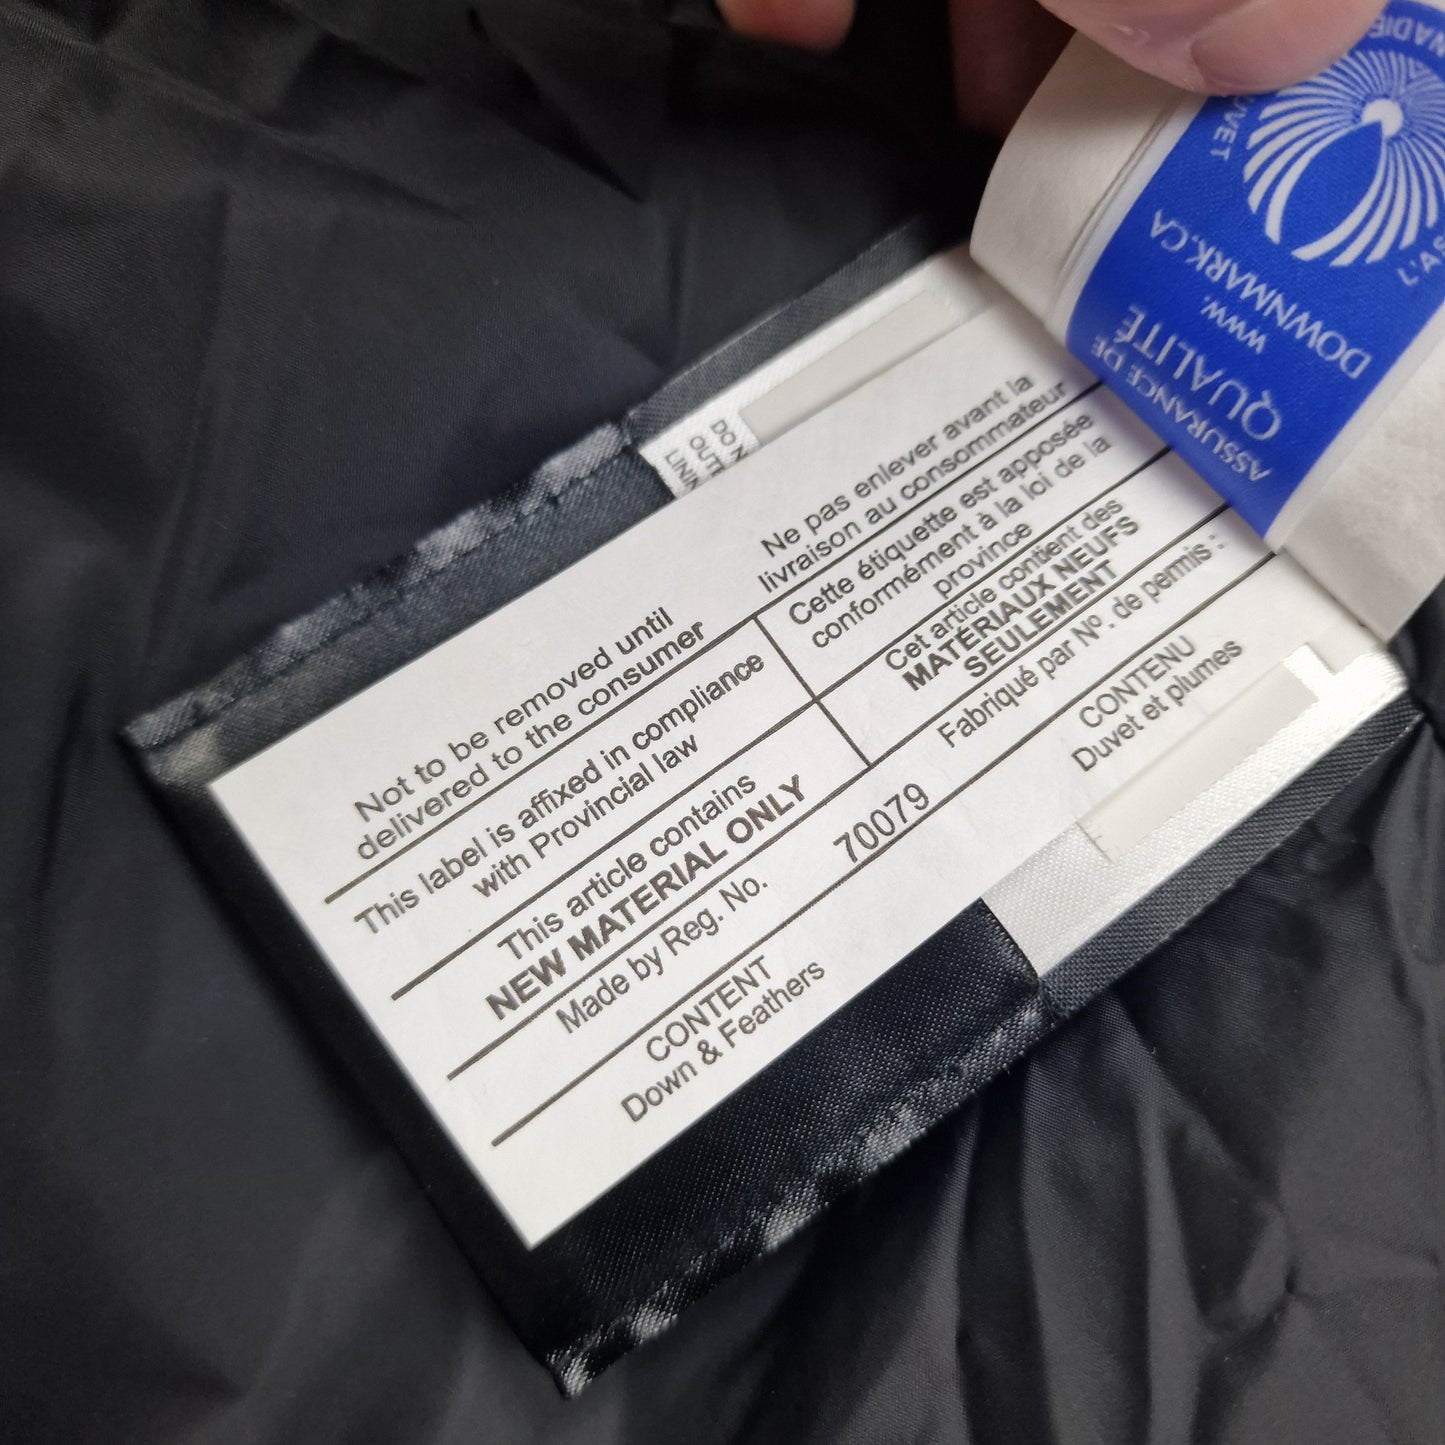 Not to be removed until
delivered to the consumer
This label is affixed in compliance
with Provincial law
This article contains
NEW MATERIAL ONLY
Made by Reg. No.
70079
CONTENT
Down & Feathers
Ne pas enlever avant la
livraison au consommateur
Cette étiquette est apposée
conformément à la loi de la
province
Cet article contient des
MATÉRIAUX NEUFS
SEULEMENT
Fabriqué par Nº. de permis :
CONTENU
Duvet et plumes
ASSURANCE DE
QUALITÉ
www.
DOWNMARK.CA